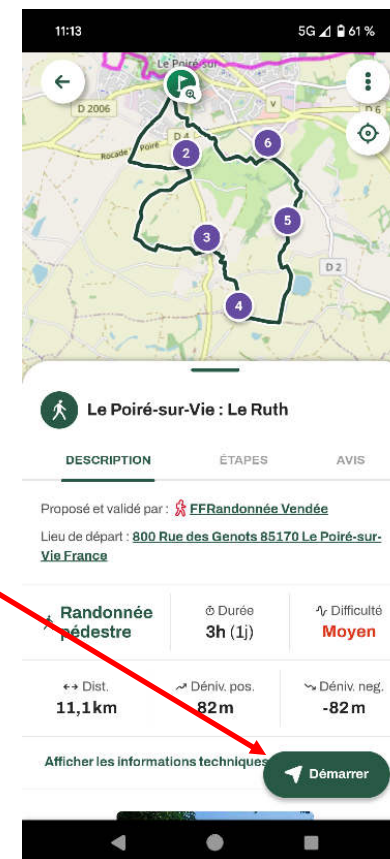 11:13
5G 61 %
Le Poiré-sur-
D 2006
V
D 6
D 4
Rocade Poiré
2
6
5
3
D 2
4
Le Poiré-sur-Vie : Le Ruth
DESCRIPTION ÉTAPES AVIS
Proposé et validé par : FFRandonnée Vendée
Lieu de départ : 800 Rue des Genots 85170 Le Poiré-sur-
Vie France
Randonnée
pédestre
Durée
3h (1j)
Difficulté
Moyen
Dist.
11,1km
Déniv. pos.
82m
Déniv. neg.
-82m
Afficher les informations techniques
Démarrer